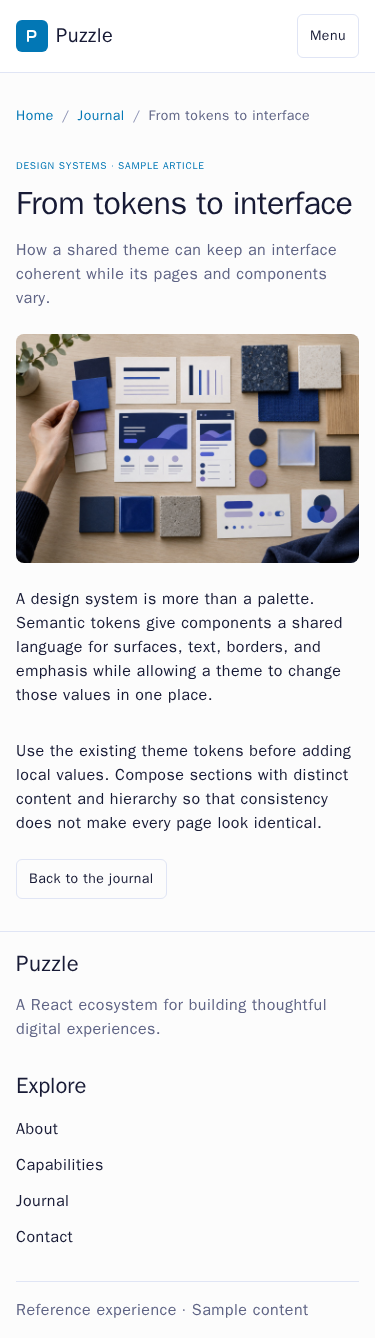 P Puzzle
Menu
Home / Journal / From tokens to interface
DESIGN SYSTEMS · SAMPLE ARTICLE
From tokens to interface
How a shared theme can keep an interface
coherent while its pages and components
vary.
A design system is more than a palette.
Semantic tokens give components a shared
language for surfaces, text, borders, and
emphasis while allowing a theme to change
those values in one place.
Use the existing theme tokens before adding
local values. Compose sections with distinct
content and hierarchy so that consistency
does not make every page look identical.
Back to the journal
Puzzle
A React ecosystem for building thoughtful
digital experiences.
Explore
About
Capabilities
Journal
Contact
Reference experience · Sample content